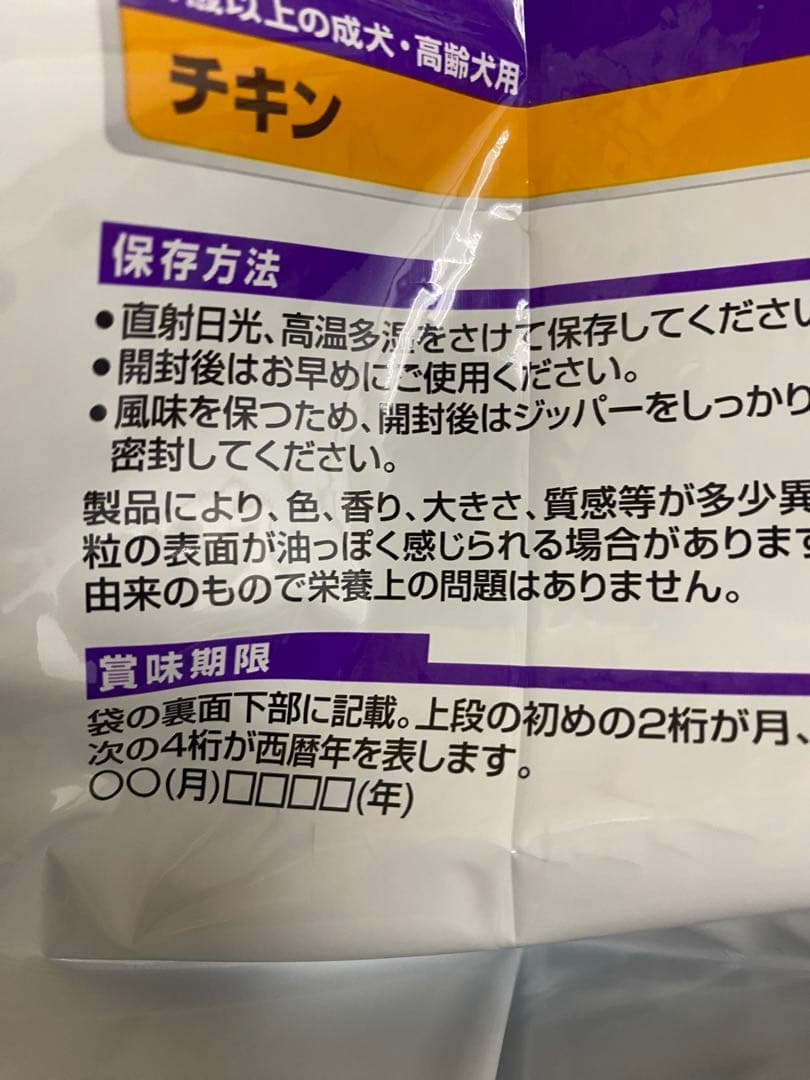 歳以上の成犬・高齢犬用
チキン
保存方法
●直射日光、高温多湿をさけて保存してください
●開封後はお早めにご使用ください。
●風味を保つため、開封後はジッパーをしっかり
密封してください。
製品により、色、香り、大きさ、質感等が多少異
粒の表面が油っぽく感じられる場合があります
由来のもので栄養上の問題はありません。
賞味期限
袋の裏面下部に記載。上段の初めの2桁が月、
次の4桁が西暦年を表します。
○○(月)□□□□(年)